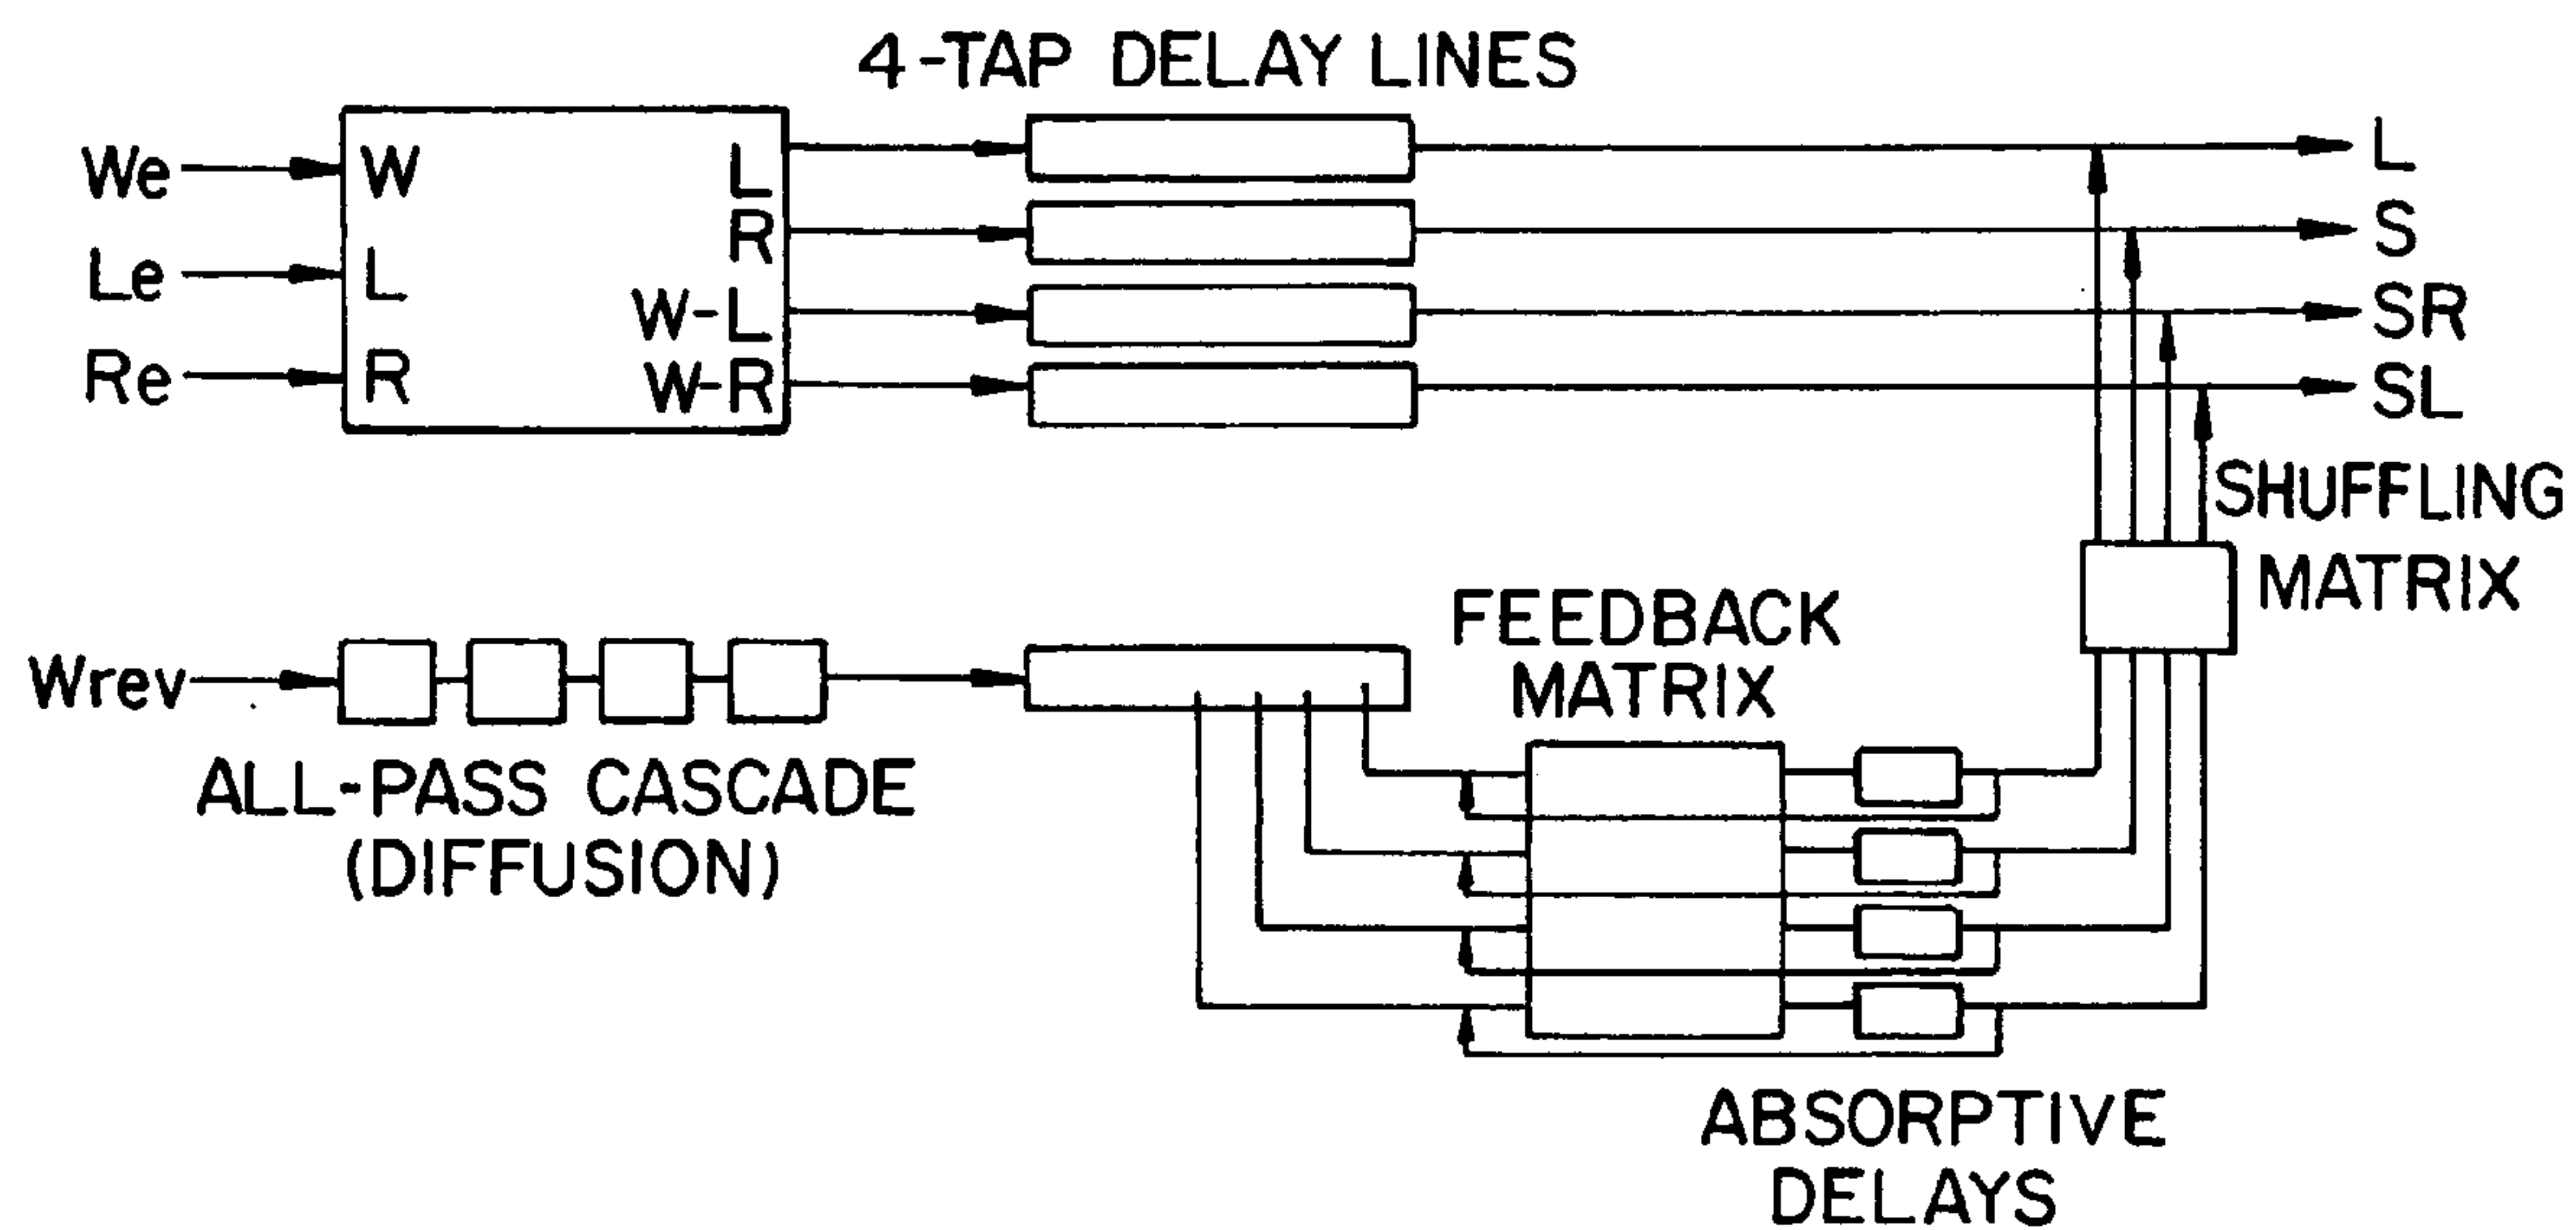 4-TAP DELAY LINES
We
W
L
L
R
S
Le
L
W-L
SR
Re
R
W-R
SL
SHUFFLING
MATRIX
FEEDBACK
MATRIX
Wrev
ALL-PASS CASCADE
(DIFFUSION)
ABSORPTIVE
DELAYS